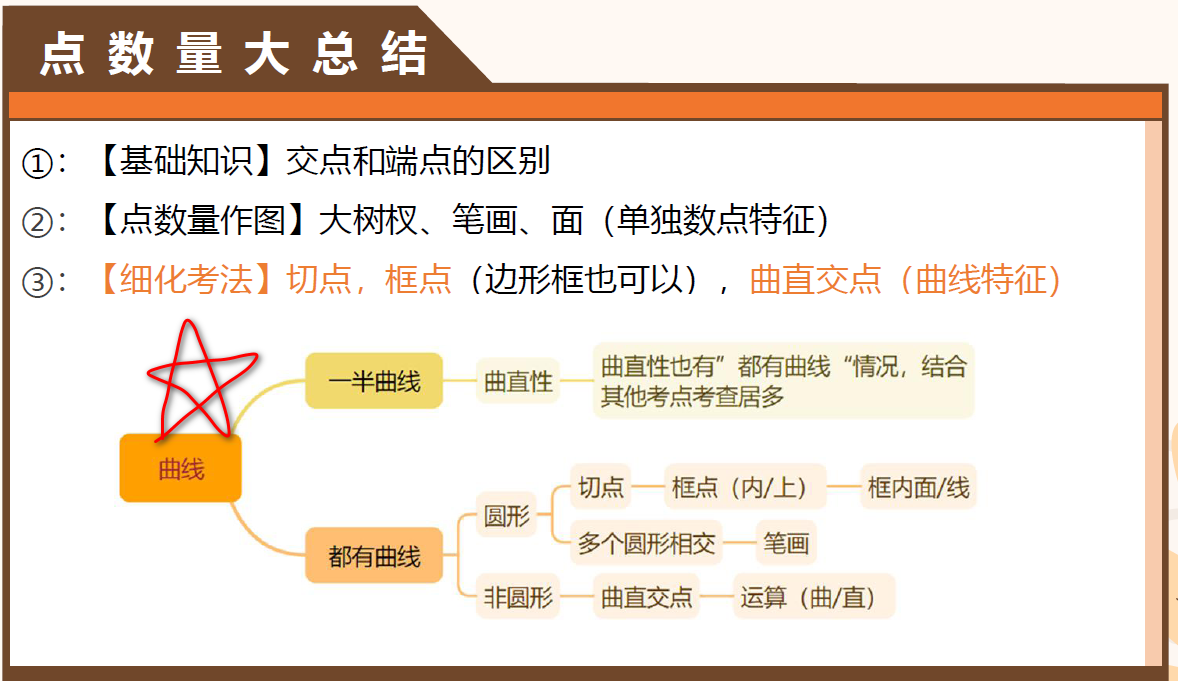 点数量大总结
①：【基础知识】交点和端点的区别
②：【点数量作图】大树杈、笔画、面（单独数点特征）
③：【细化考法】切点，框点（边形框也可以），曲直交点（曲线特征）
曲线
一半曲线
曲直性
曲直性也有”都有曲线“情况，结合
其他考点考查居多
都有曲线
圆形
切点
框点（内/上）
框内面/线
多个圆形相交
笔画
非圆形
曲直交点
运算（曲/直）